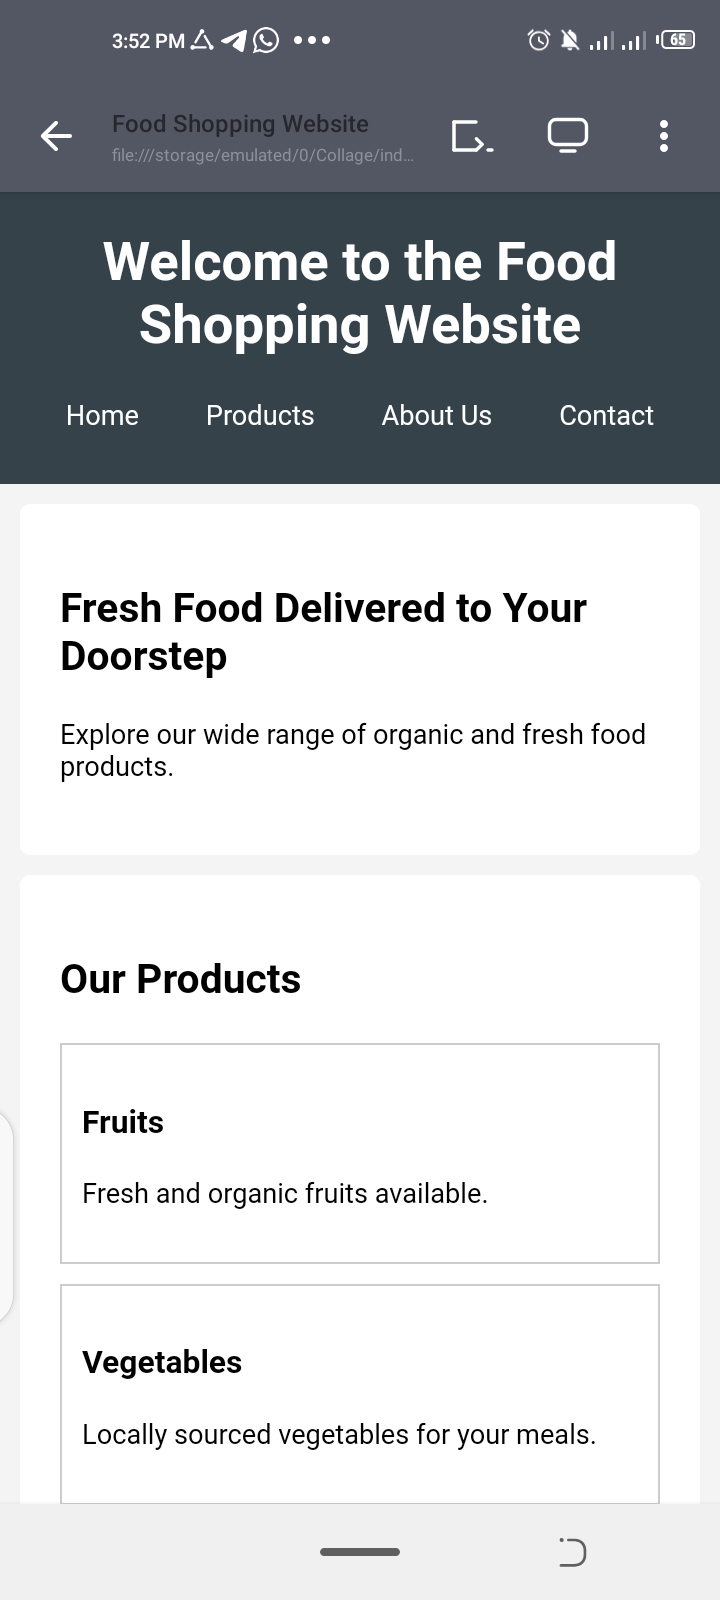 3:52 PM
65
Food Shopping Website
file:///storage/emulated/0/Collage/ind...
Welcome to the Food
Shopping Website
Home Products About Us Contact
Fresh Food Delivered to Your
Doorstep
Explore our wide range of organic and fresh food
products.
Our Products
Fruits
Fresh and organic fruits available.
Vegetables
Locally sourced vegetables for your meals.